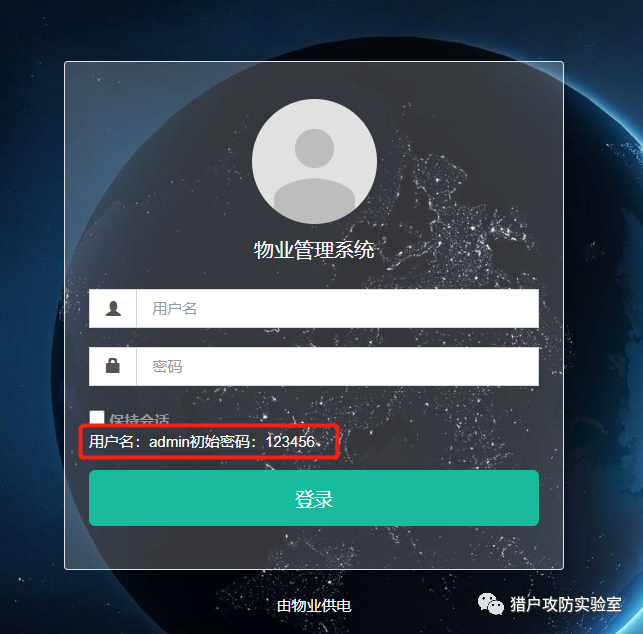 物业管理系统
用户名
密码
保持会话
用户名：admin初始密码：123456
登录
由物业供电
猎户攻防实验室